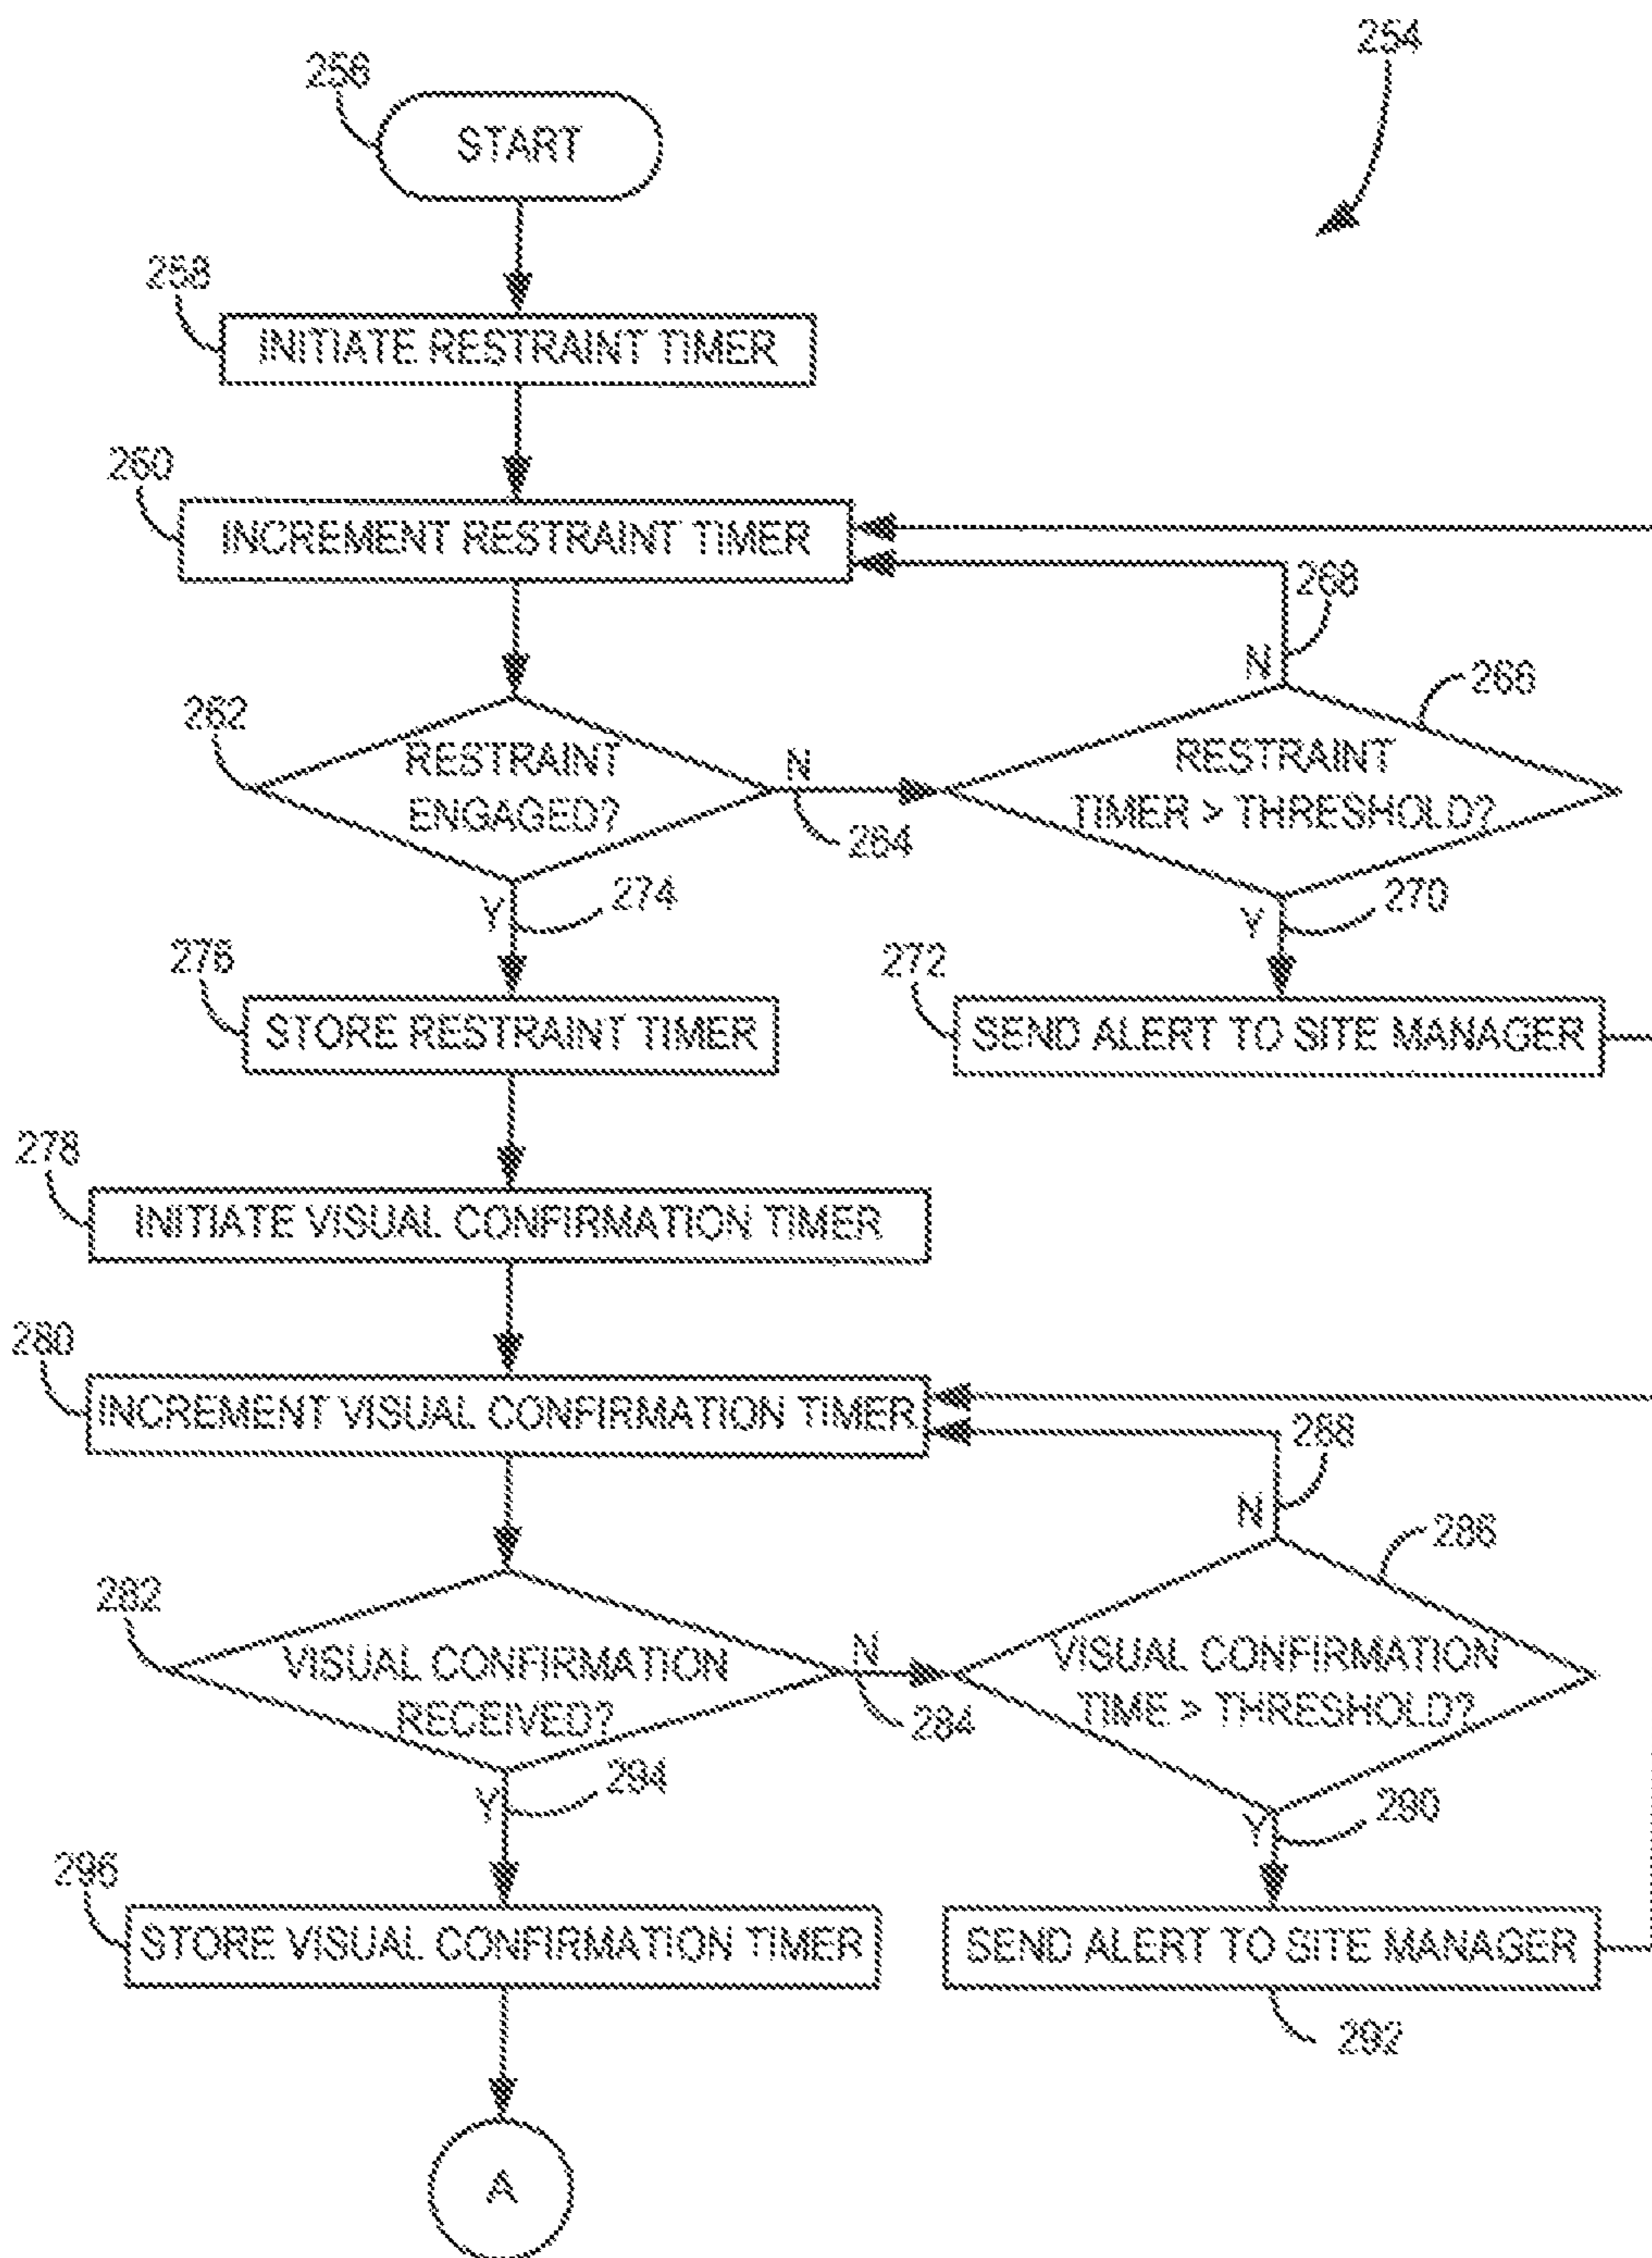 254
256
START
258
INITIATE RESTRAINT TIMER
260
INCREMENT RESTRAINT TIMER
268
N
266
262
RESTRAINT
ENGAGED?
N
264
RESTRAINT
TIMER > THRESHOLD?
Y
274
Y
270
276
STORE RESTRAINT TIMER
272
SEND ALERT TO SITE MANAGER
278
INITIATE VISUAL CONFIRMATION TIMER
280
INCREMENT VISUAL CONFIRMATION TIMER
288
N
286
282
VISUAL CONFIRMATION
RECEIVED?
N
284
VISUAL CONFIRMATION
TIME > THRESHOLD?
Y
294
Y
290
296
STORE VISUAL CONFIRMATION TIMER
SEND ALERT TO SITE MANAGER
292
A